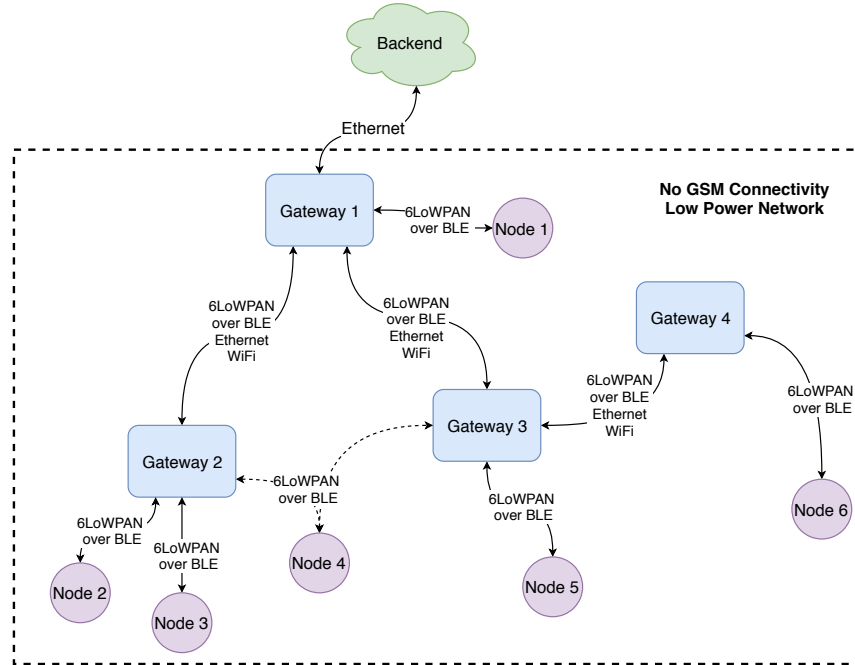 Backend
Ethernet
No GSM Connectivity
Low Power Network
Gateway 1
6LoWPAN
over BLE
Node 1
6LoWPAN
over BLE
Ethernet
WiFi
6LoWPAN
over BLE
Ethernet
WiFi
Gateway 4
6LoWPAN
over BLE
Ethernet
WiFi
6LoWPAN
over BLE
Gateway 3
Gateway 2
6LoWPAN
over BLE
6LoWPAN
over BLE
6LoWPAN
over BLE
6LoWPAN
over BLE
Node 6
Node 4
Node 5
Node 2
Node 3